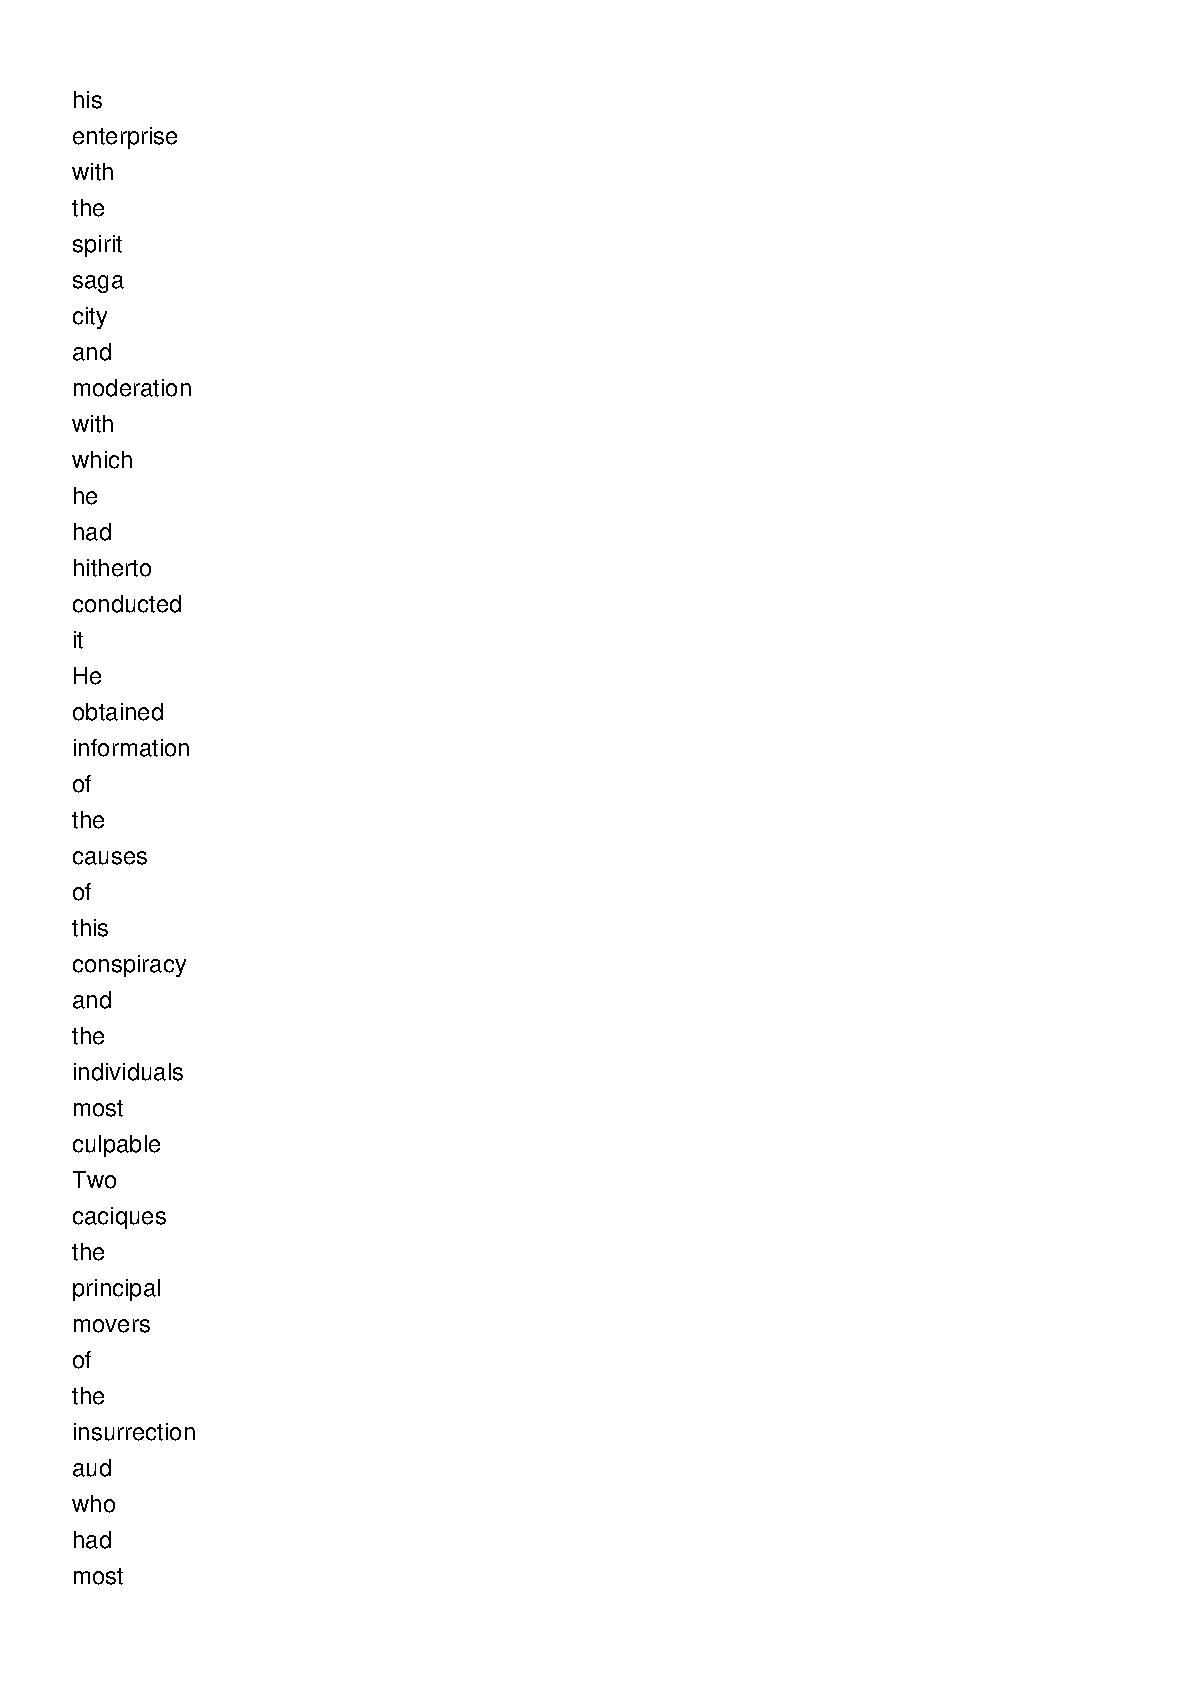 his
enterprise
with
the
spirit
saga
city
and
moderation
with
which
he
had
hitherto
conducted
it
He
obtained
information
of
the
causes
of
this
conspiracy
and
the
individuals
most
culpable
Two
caciques
the
principal
movers
of
the
insurrection
aud
who
had
most